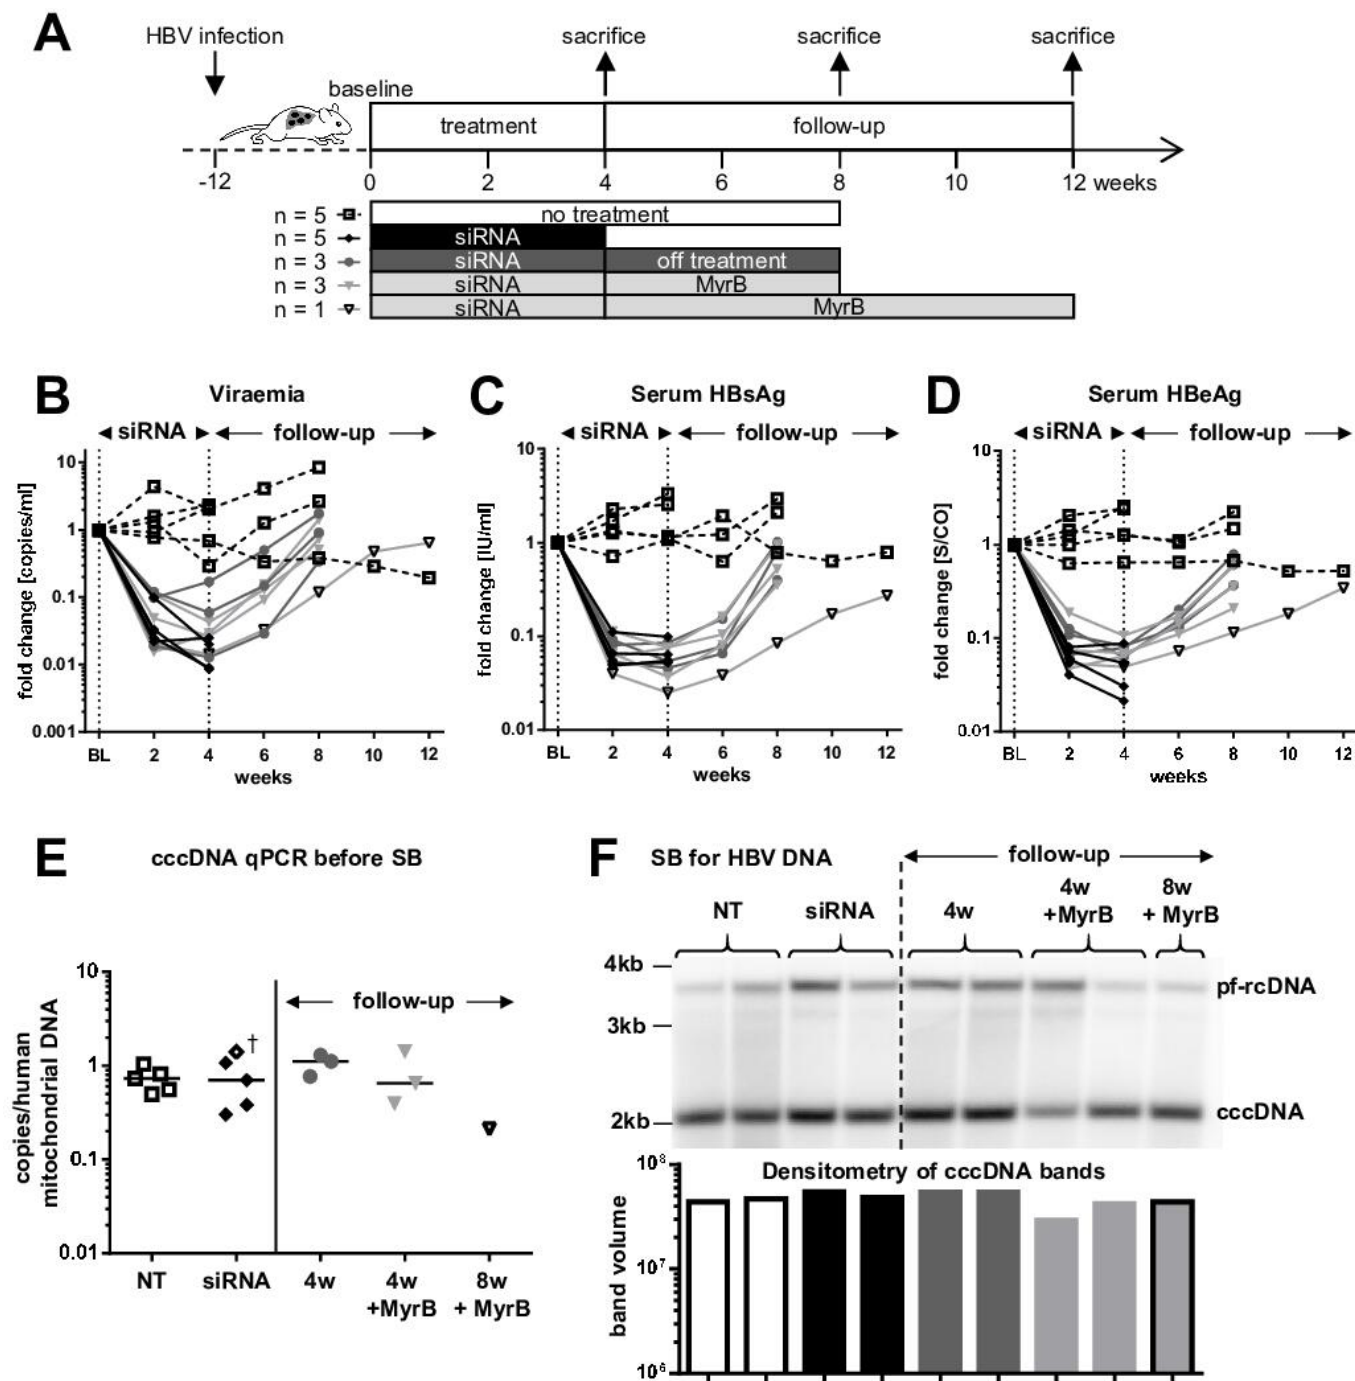 A
HBV infection
sacrifice sacrifice sacrifice
baseline
treatment follow-up
-12 0 2 4 6 8 10 12 weeks
n = 5 no treatment
n = 5 siRNA
n = 3 siRNA off treatment
n = 3 siRNA MyrB
n = 1 siRNA MyrB
B Viraemia
siRNA follow-up
fold change [copies/ml]
10
1
0.1
0.01
0.001
BL 2 4 6 8 10 12
weeks
C Serum HBsAg
siRNA follow-up
fold change [IU/ml]
10
1
0.1
0.01
BL 2 4 6 8 10 12
weeks
D Serum HBeAg
siRNA follow-up
fold change [S/CO]
10
1
0.1
0.01
BL 2 4 6 8 10 12
weeks
E cccDNA qPCR before SB
copies/human
mitochondrial DNA
10
1
0.1
0.01
follow-up
†
NT siRNA 4w 4w +MyrB 8w + MyrB
F SB for HBV DNA
follow-up
NT siRNA 4w 4w +MyrB 8w + MyrB
4kb
3kb
2kb
pf-rcDNA
cccDNA
Densitometry of cccDNA bands
band volume
10⁸
10⁷
10⁶